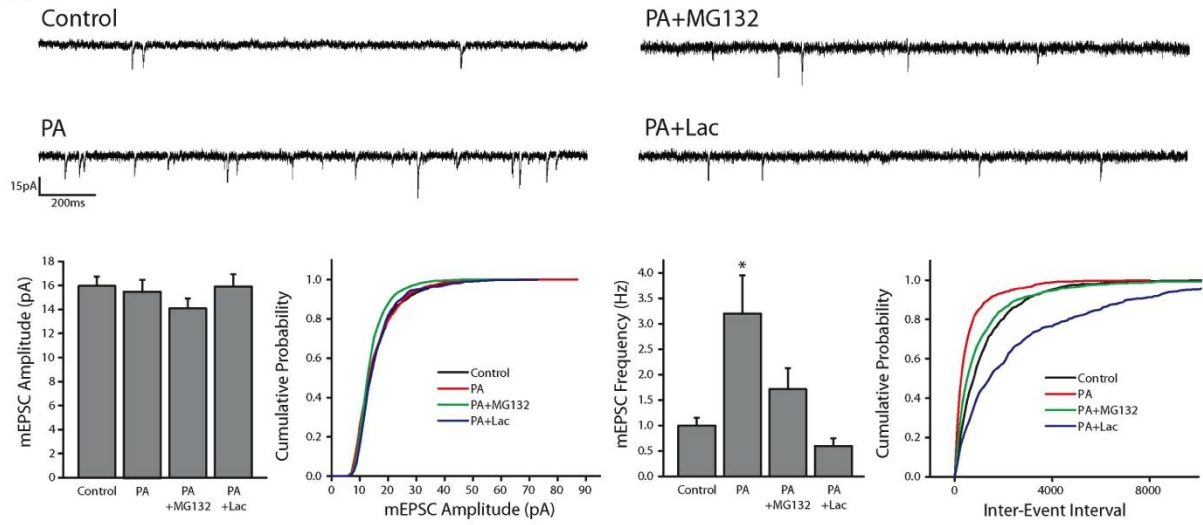 Control
PA+MG132
PA
PA+Lac
15pA
200ms
mEPSC Amplitude (pA)
18
16
14
12
10
8
6
4
2
0
Control
PA
PA
+MG132
PA
+Lac
Cumulative Probability
1.0
0.8
0.6
0.4
0.2
0.0
Control
PA
PA+MG132
PA+Lac
0 10 20 30 40 50 60 70 80 90
mEPSC Amplitude (pA)
mEPSC Frequency (Hz)
4.0
3.5
3.0
2.5
2.0
1.5
1.0
0.5
0.0
*
Control
PA
PA
+MG132
PA
+Lac
Cumulative Probability
1.0
0.8
0.6
0.4
0.2
0.0
Control
PA
PA+MG132
PA+Lac
0 4000 8000
Inter-Event Interval